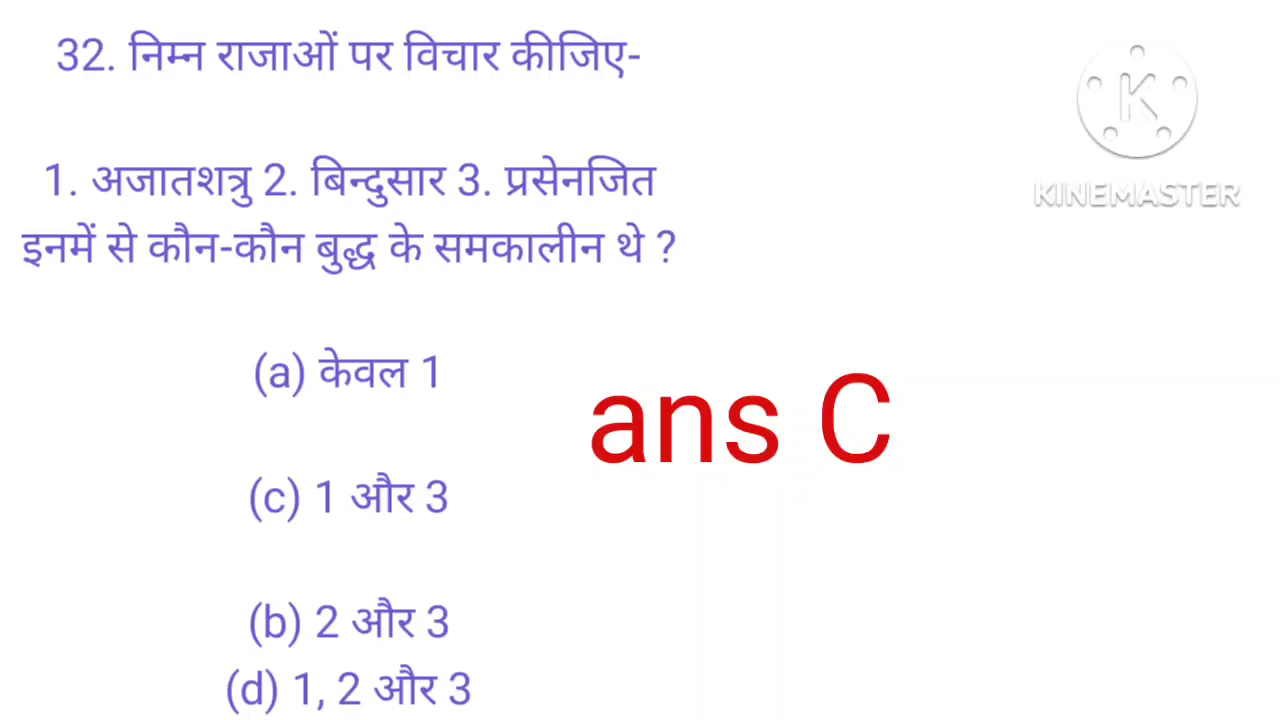 32. निम्न राजाओं पर विचार कीजिए-
K
KINEMASTER
1. अजातशत्रु 2. बिन्दुसार 3. प्रसेनजित
इनमें से कौन-कौन बुद्ध के समकालीन थे ?
(a) केवल 1
ans C
(c) 1 और 3
(b) 2 और 3
(d) 1, 2 और 3